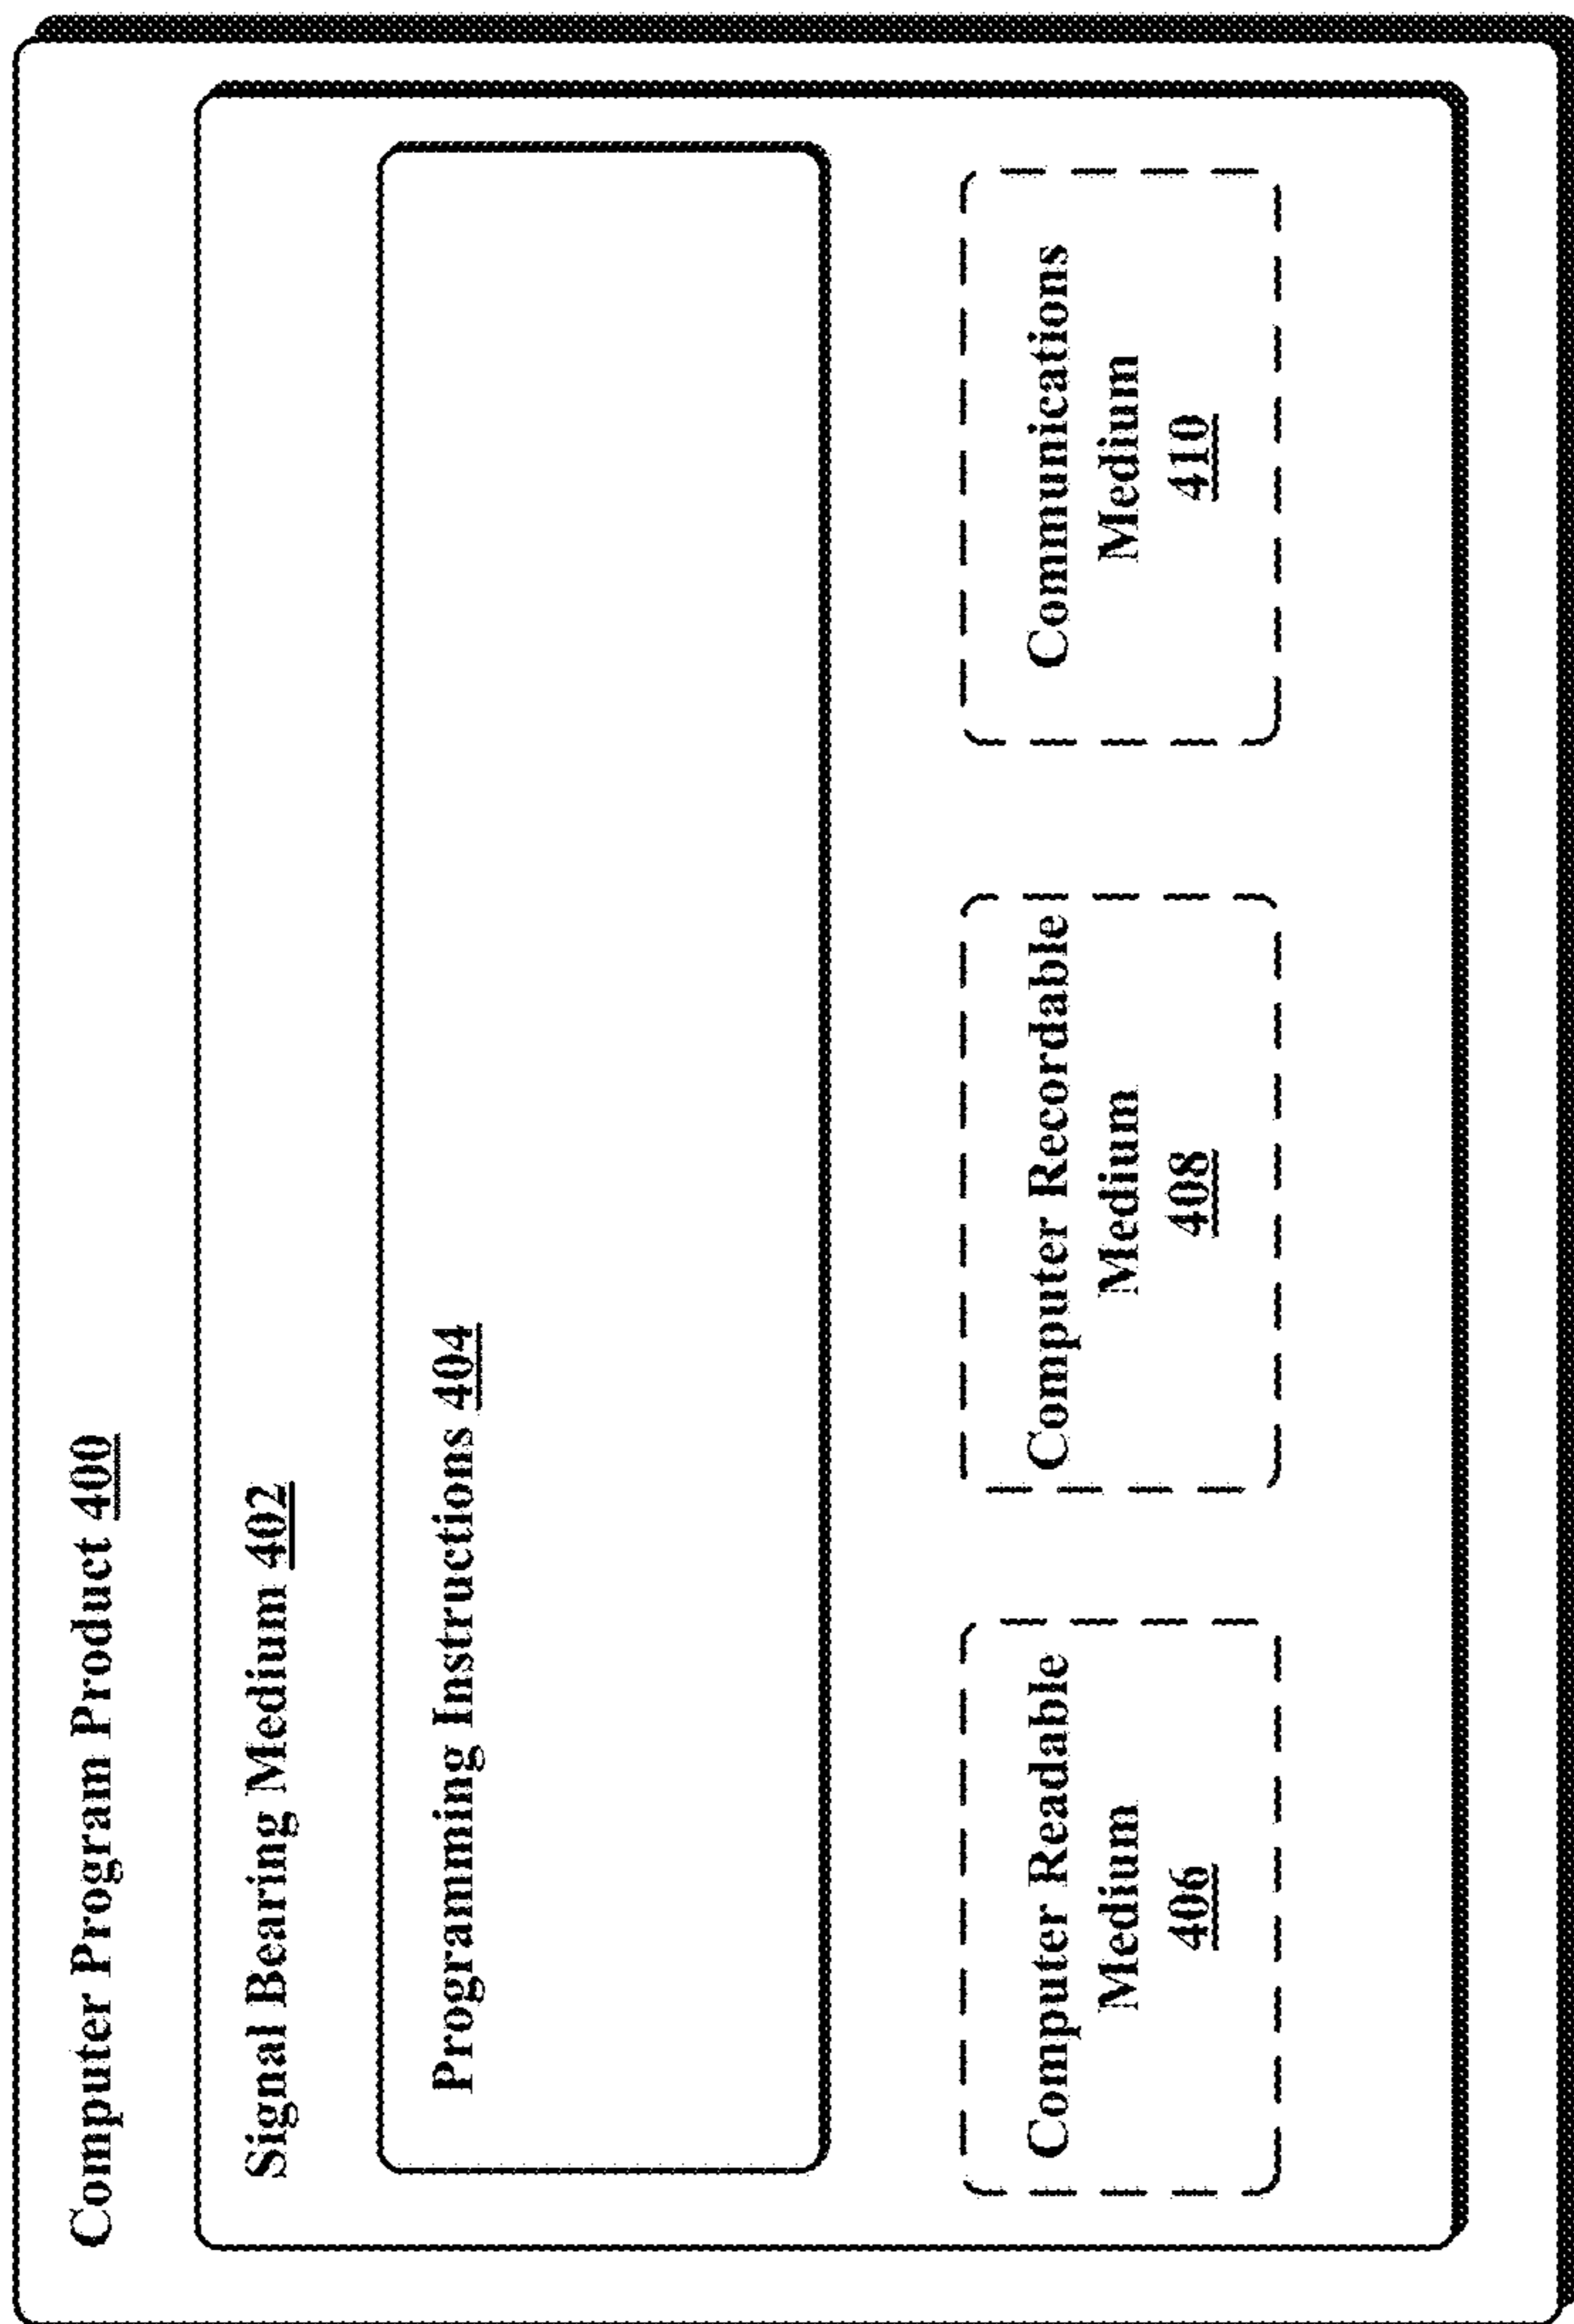 Computer Program Product 400
Signal Bearing Medium 402
Programming Instructions 404
Computer Readable
Medium
406
Computer Recordable
Medium
408
Communications
Medium
410